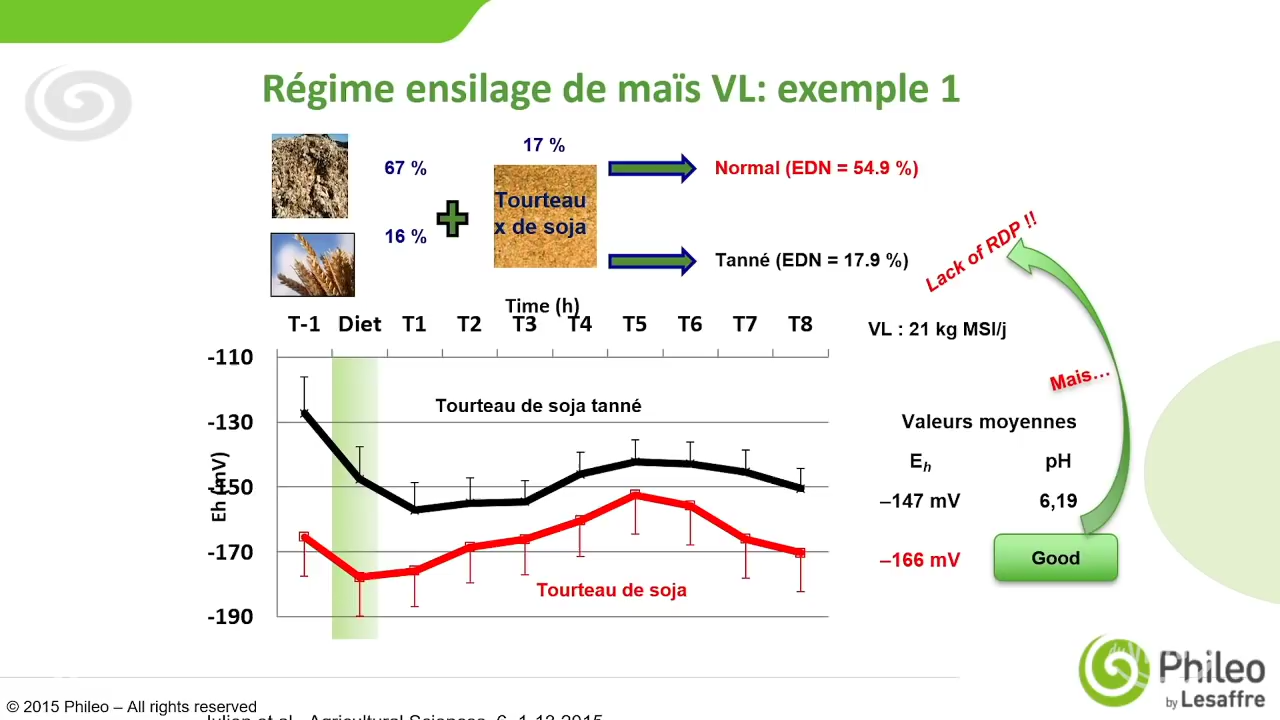 Régime ensilage de maïs VL: exemple 1
17 %
67 %
Normal (EDN = 54.9 %)
Tourteau
x de soja
16 %
Tanné (EDN = 17.9 %)
Lack of RDP !!
Time (h)
T-1 Diet T1 T2 T3 T4 T5 T6 T7 T8
VL : 21 kg MSI/j
-110
Mais…
Tourteau de soja tanné
-130
Valeurs moyennes
Eh (mV)
Eh pH
-150
–147 mV 6,19
-170
–166 mV Good
Tourteau de soja
-190
Phileo
by Lesaffre
© 2015 Phileo – All rights reserved
Julien et al., Agricultural Sciences, 6, 1-13 2015